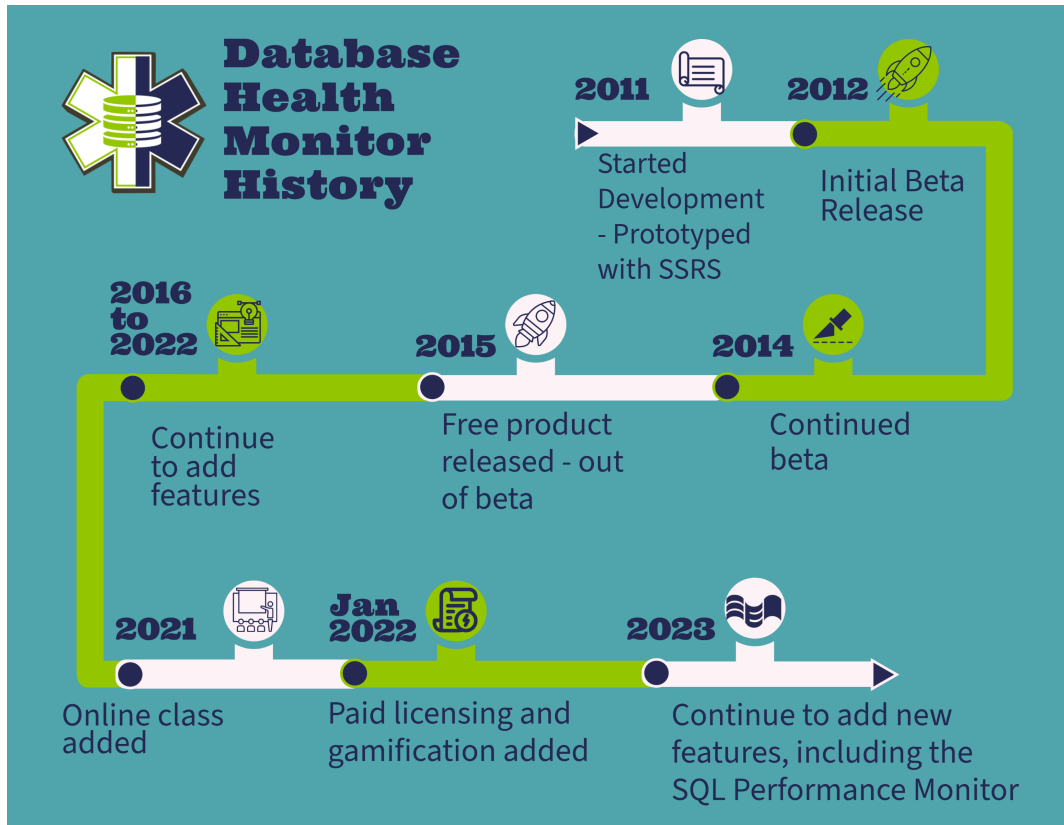 Database
Health
Monitor
History
2011
Started
Development
- Prototyped
with SSRS
2012
Initial Beta
Release
2014
Continued
beta
2015
Free product
released - out
of beta
2016
to
2022
Continue
to add
features
2021
Online class
added
Jan
2022
Paid licensing and
gamification added
2023
Continue to add new
features, including the
SQL Performance Monitor